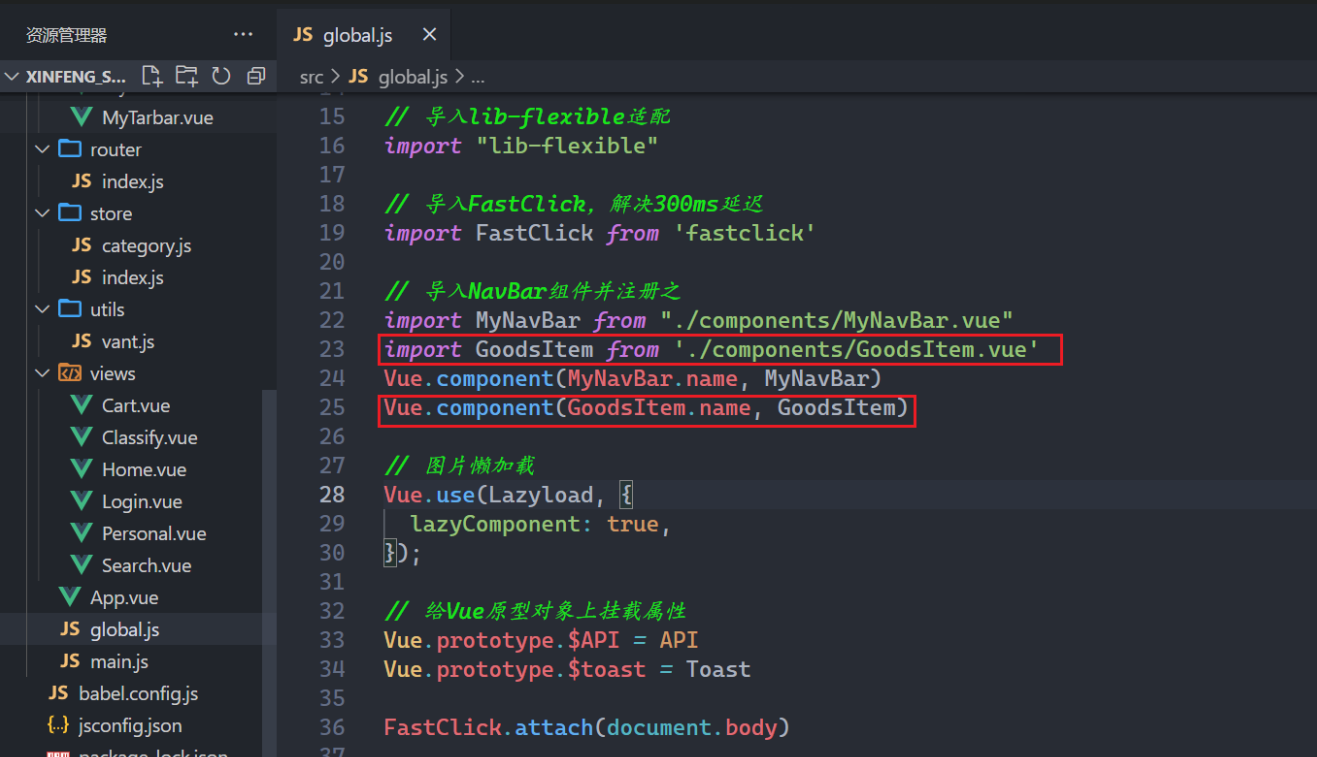 资源管理器
···
JS global.js
XINFENG_S...
src > JS global.js > ...
MyTarbar.vue
router
JS index.js
store
JS category.js
JS index.js
utils
JS vant.js
views
Cart.vue
Classify.vue
Home.vue
Login.vue
Personal.vue
Search.vue
App.vue
JS global.js
JS main.js
JS babel.config.js
{..} jsconfig.json
package-lock.json
15 // 导入lib-flexible适配
16 import "lib-flexible"
17
18 // 导入FastClick, 解决300ms延迟
19 import FastClick from 'fastclick'
20
21 // 导入NavBar组件并注册之
22 import MyNavBar from "./components/MyNavBar.vue"
23 import GoodsItem from './components/GoodsItem.vue'
24 Vue.component(MyNavBar.name, MyNavBar)
25 Vue.component(GoodsItem.name, GoodsItem)
26
27 // 图片懒加载
28 Vue.use(Lazyload, {
29 lazyComponent: true,
30 });
31
32 // 给Vue原型对象上挂载属性
33 Vue.prototype.$API = API
34 Vue.prototype.$toast = Toast
35
36 FastClick.attach(document.body)
37